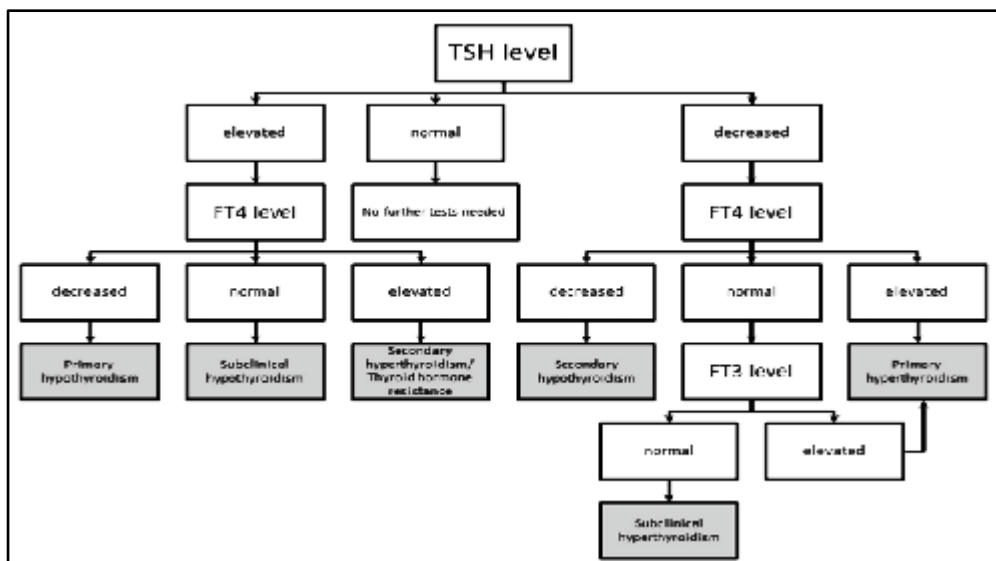 TSH level
elevated
normal
decreased
FT4 level
No further tests needed
FT4 level
decreased
normal
elevated
decreased
normal
elevated
Primary
hypothyroidism
Subclinical
hypothyroidism
Secondary
hyperthyroidism/
Thyroid hormone
resistance
Secondary
hypothyroidism
FT3 level
Primary
hyperthyroidism
normal
elevated
Subclinical
hyperthyroidism